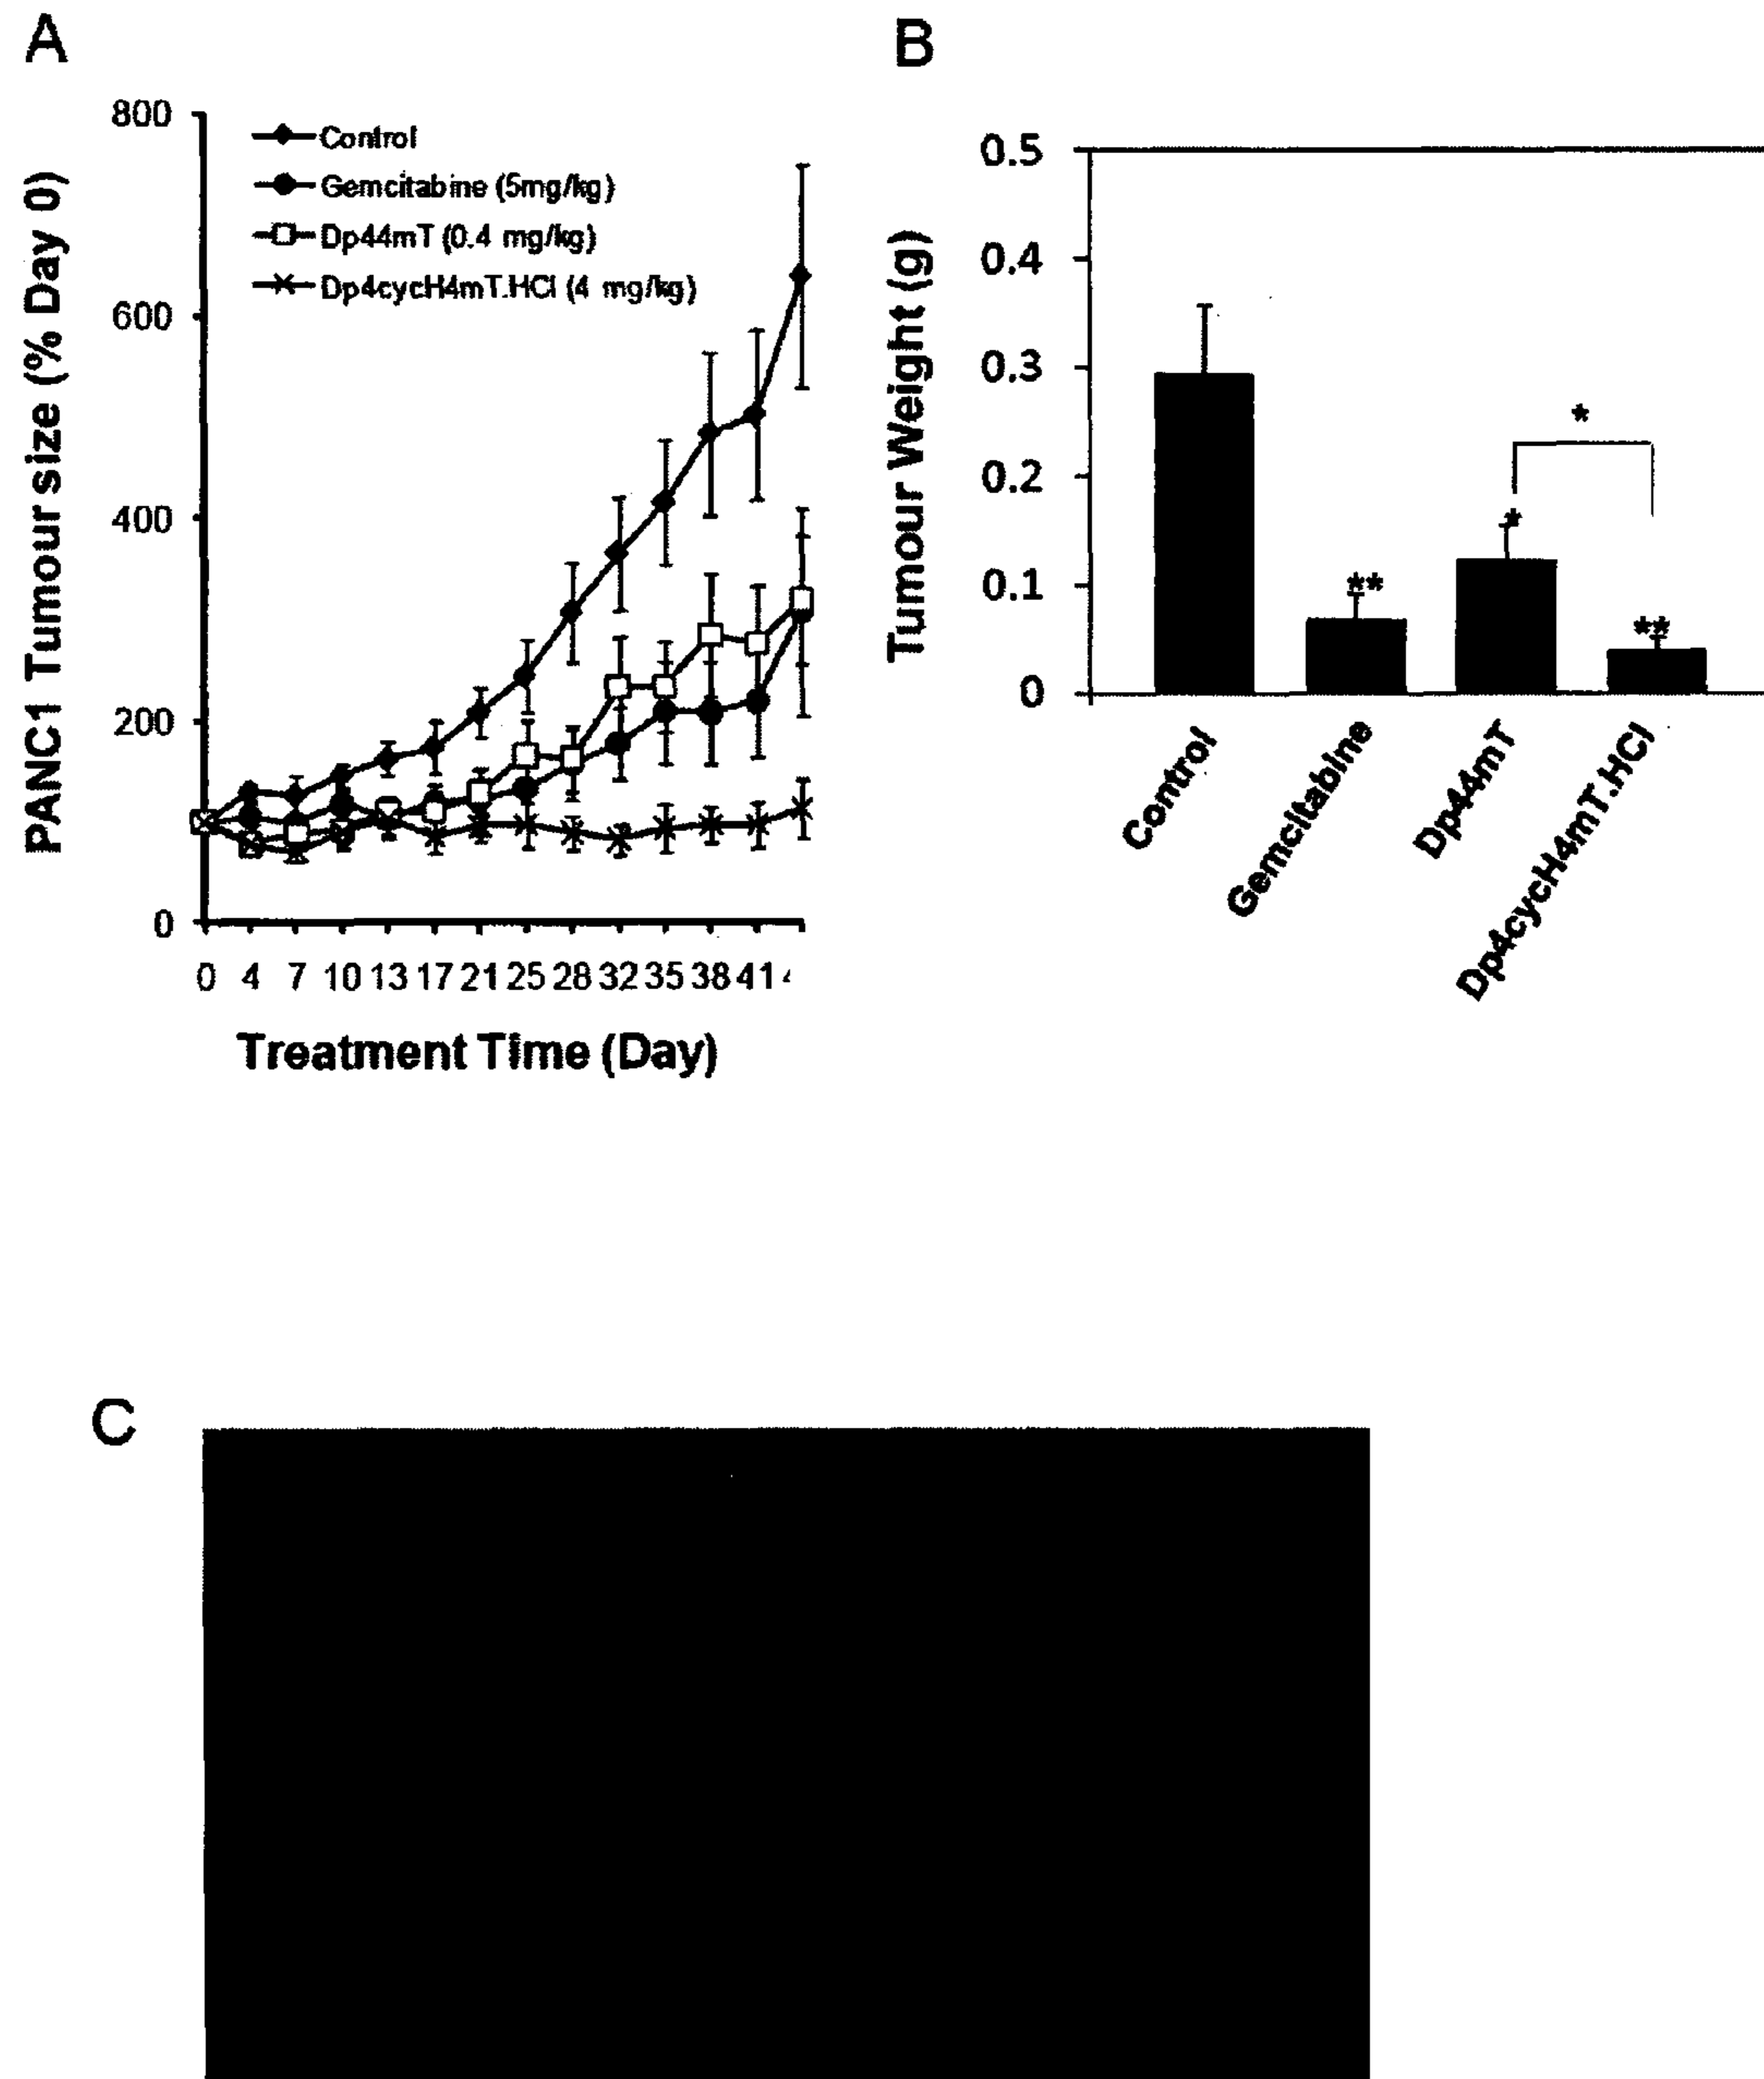 A
800
600
400
200
0
PANC1 Tumour size (% Day 0)
Control
Gemcitabine (5mg/kg)
Dp44mT (0.4 mg/kg)
Dp4cycH4mT.HCl (4 mg/kg)
0 4 7 10 13 17 21 25 28 32 35 38 41
Treatment Time (Day)
B
0.5
0.4
0.3
0.2
0.1
0
Tumour Weight (g)
*
**
*
**
Control
Gemcitabine
Dp44mT
Dp4cycH4mT.HCl
C